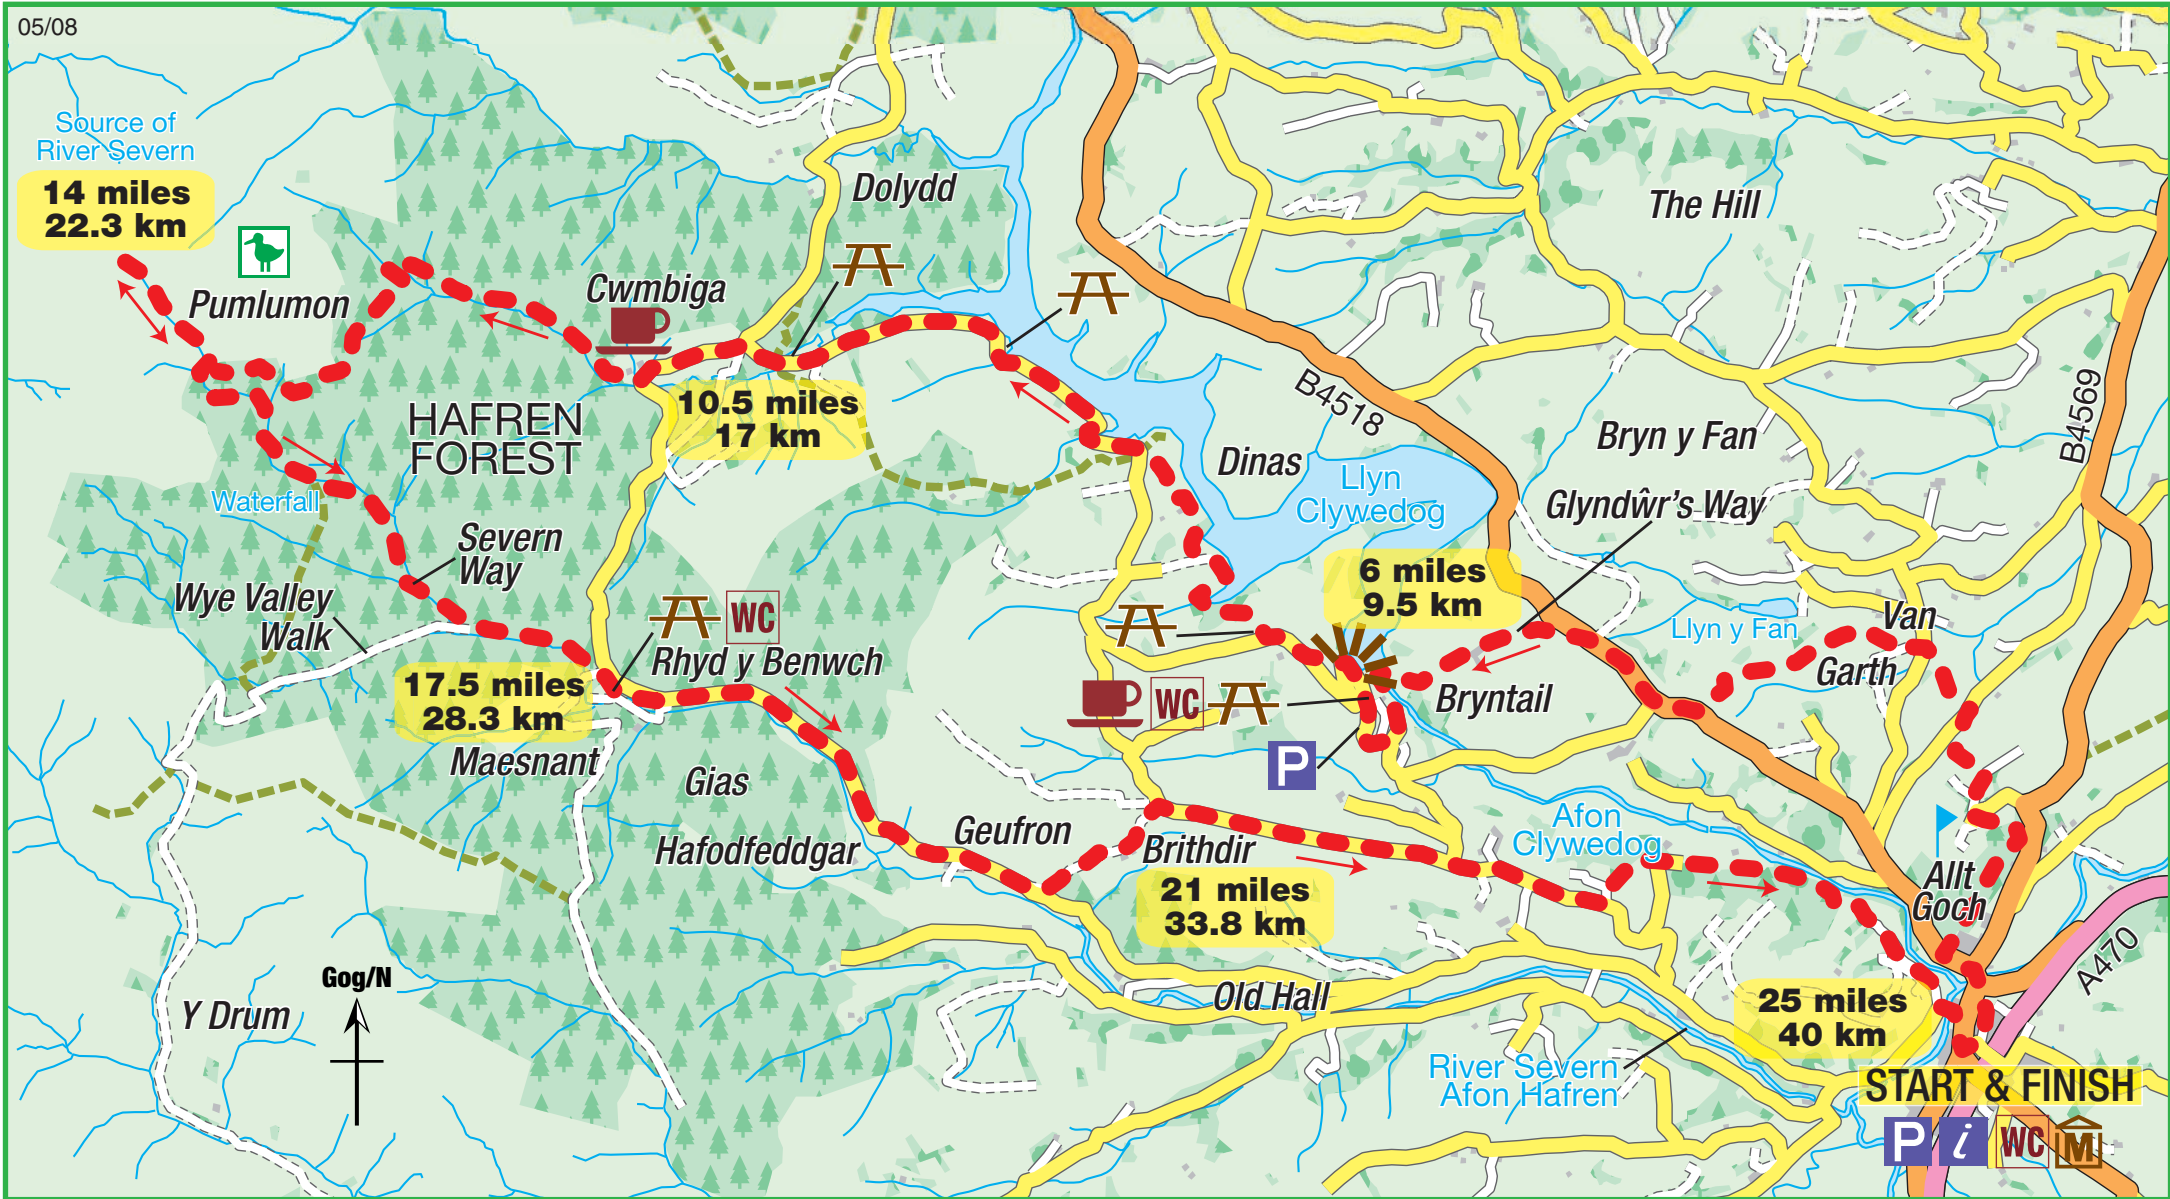 05/08
Source of
River Severn
14 miles
22.3 km
Pumlumon
Cwmbiga
Dolydd
The Hill
HAFREN
FOREST
10.5 miles
17 km
Waterfall
Severn
Way
Wye Valley
Walk
B4518
B4569
Dinas
Llyn
Clywedog
Bryn y Fan
Glyndŵr's Way
6 miles
9.5 km
Llyn y Fan
Van
Garth
Bryntail
WC
Rhyd y Benwch
17.5 miles
28.3 km
Maesnant
Gias
Hafodfeddgar
WC
P
Geufron
Brithdir
21 miles
33.8 km
Afon
Clywedog
Allt
Goch
A470
Gog/N
Y Drum
Old Hall
River Severn
Afon Hafren
25 miles
40 km
START & FINISH
P i WC M